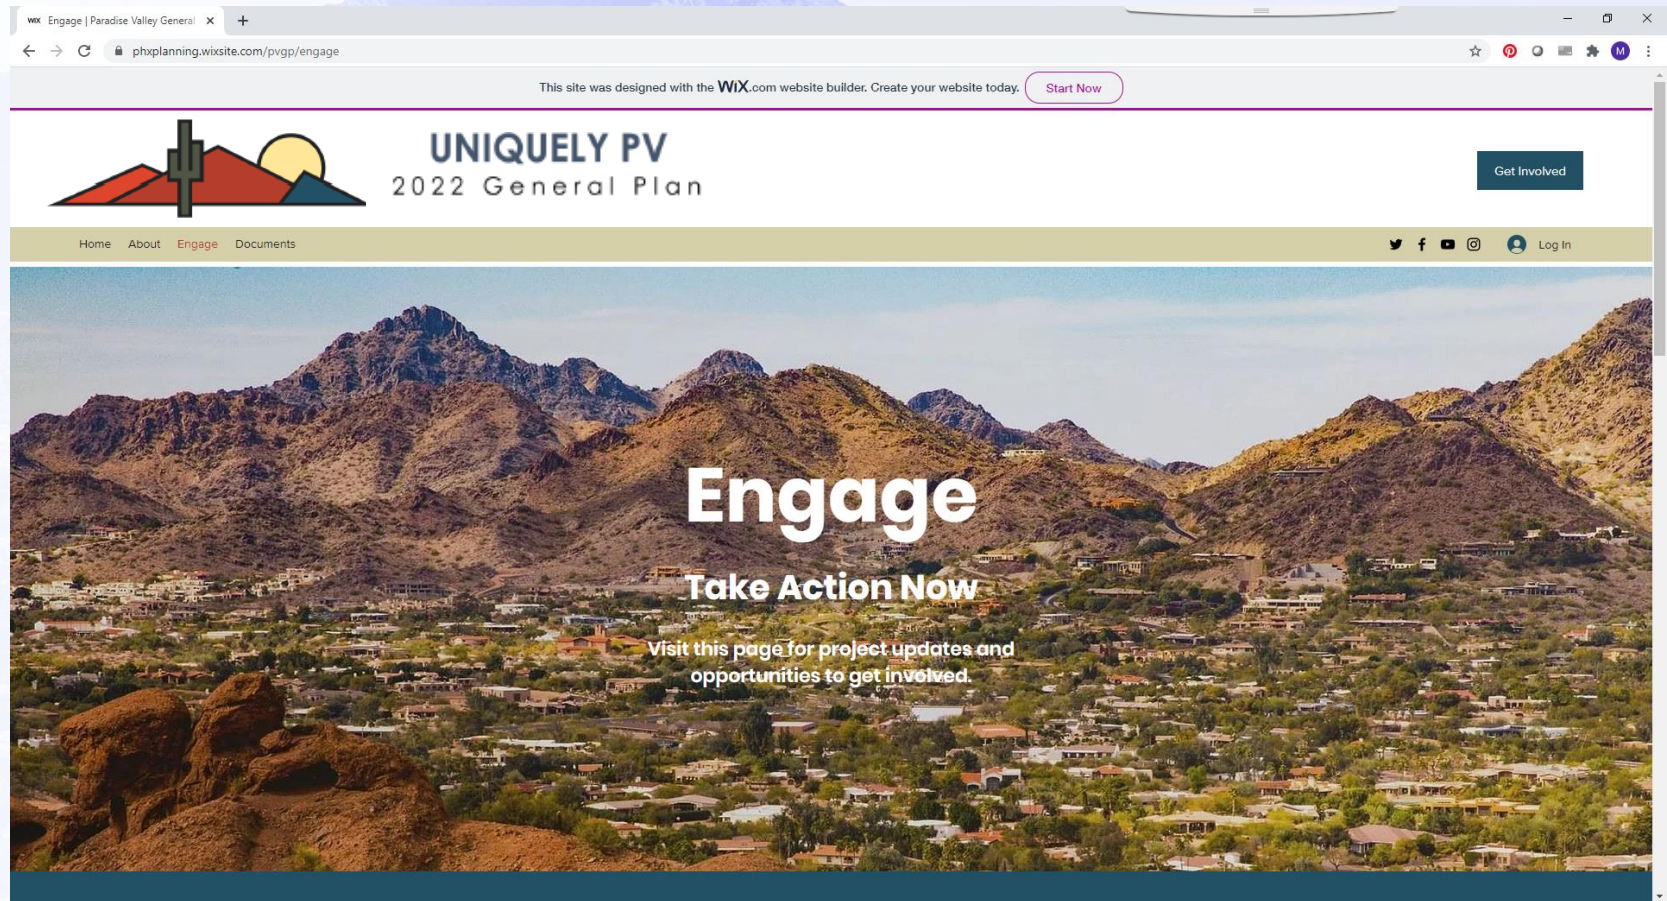 WiX Engage | Paradise Valley General
phxplanning.wixsite.com/pvgp/engage
M
This site was designed with the WiX.com website builder. Create your website today. Start Now
UNIQUELY PV
2022 General Plan
Get Involved
Home About Engage Documents
Log In
Engage
Take Action Now
Visit this page for project updates and
opportunities to get involved.